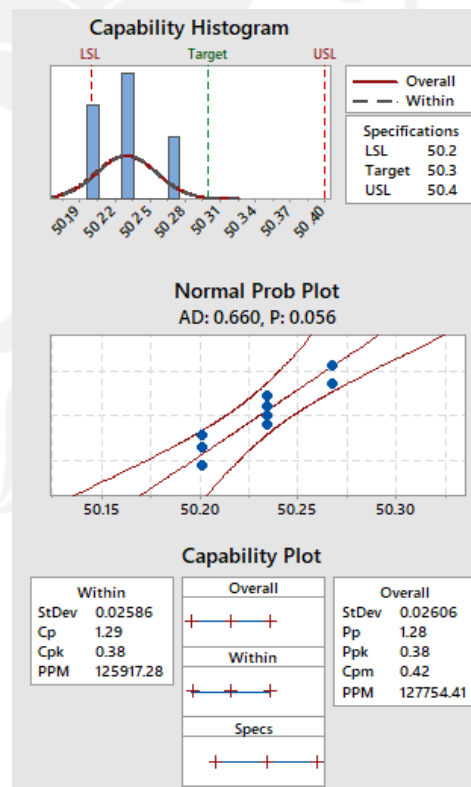 Capability Histogram
LSL Target USL
Overall
Within
Specifications
LSL 50.2
Target 50.3
USL 50.4
50.19 50.22 50.25 50.28 50.31 50.34 50.37 50.40
Normal Prob Plot
AD: 0.660, P: 0.056
50.15 50.20 50.25 50.30
Capability Plot
Within
StDev 0.02586
Cp 1.29
Cpk 0.38
PPM 125917.28
Overall
Within
Specs
Overall
StDev 0.02606
Pp 1.28
Ppk 0.38
Cpm 0.42
PPM 127754.41